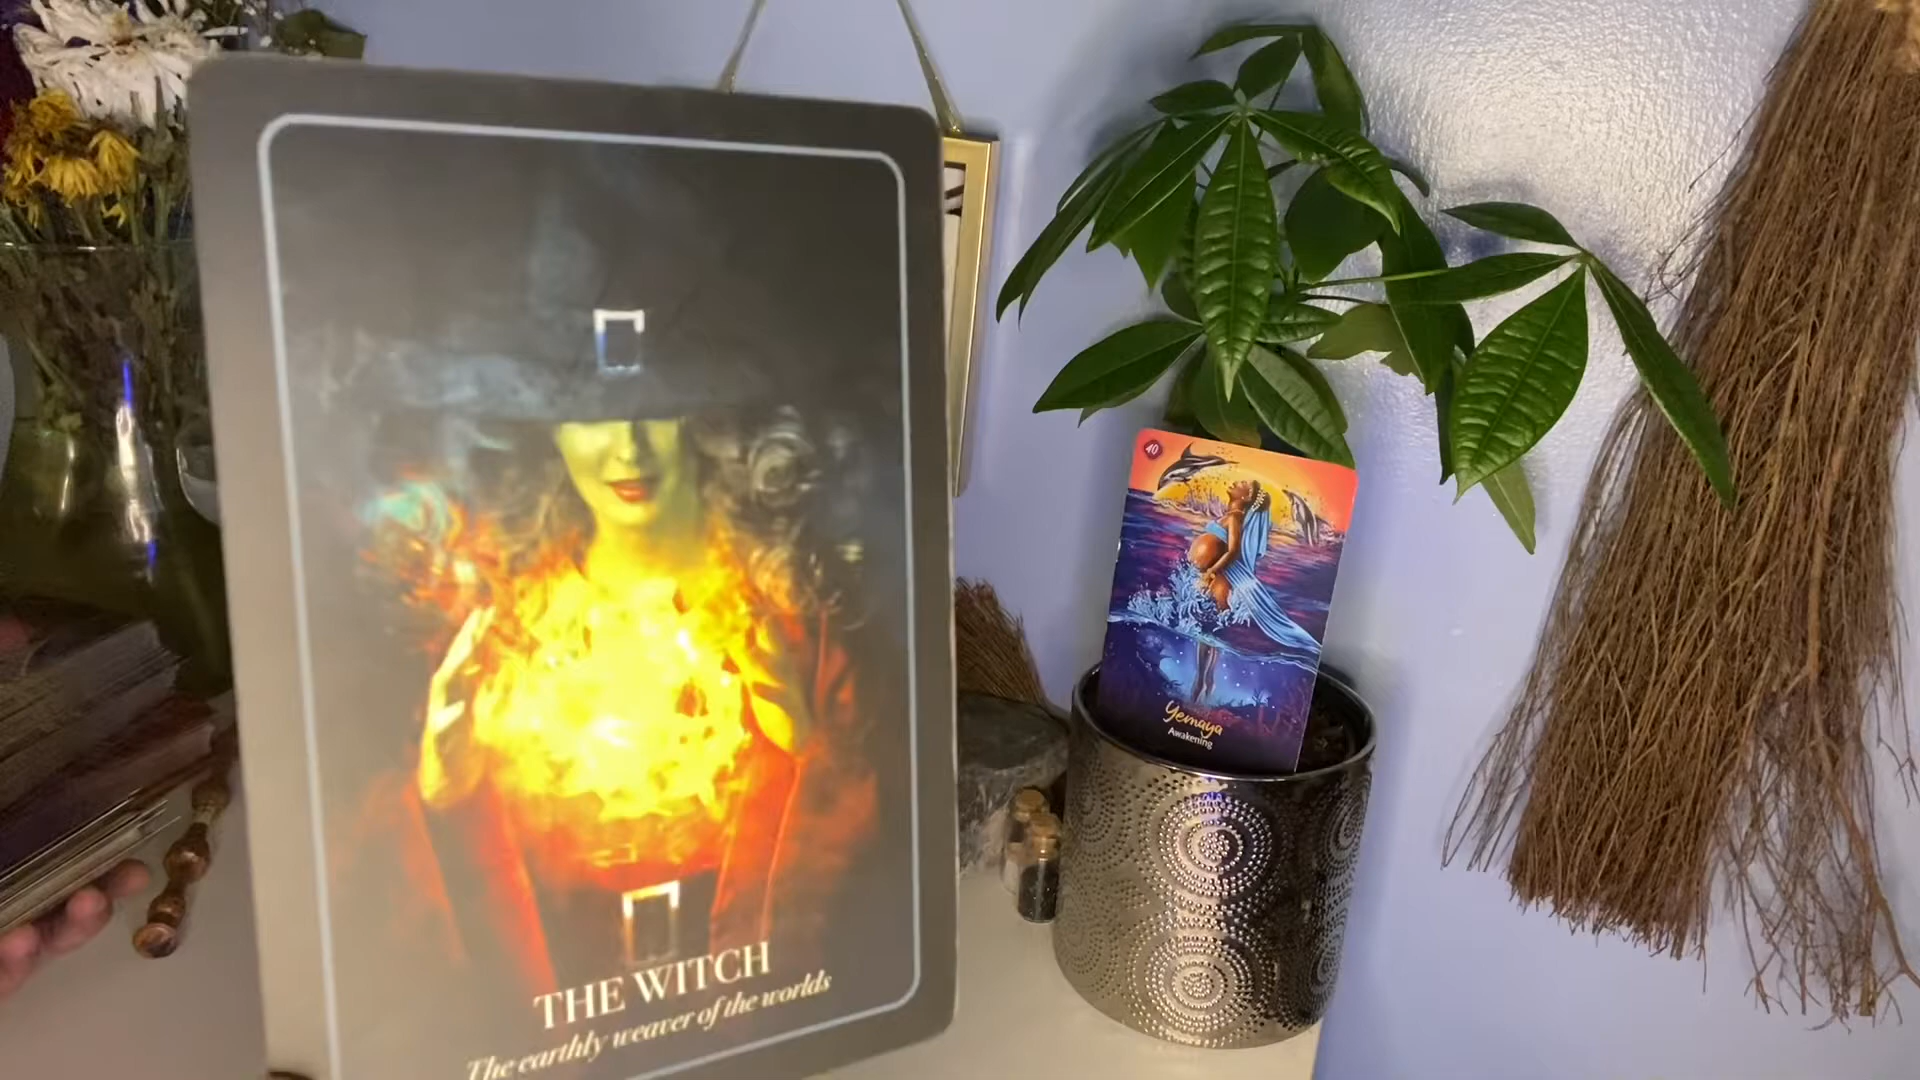 THE WITCH
The earthly weaver of the worlds
40
Yemaya
Awakening